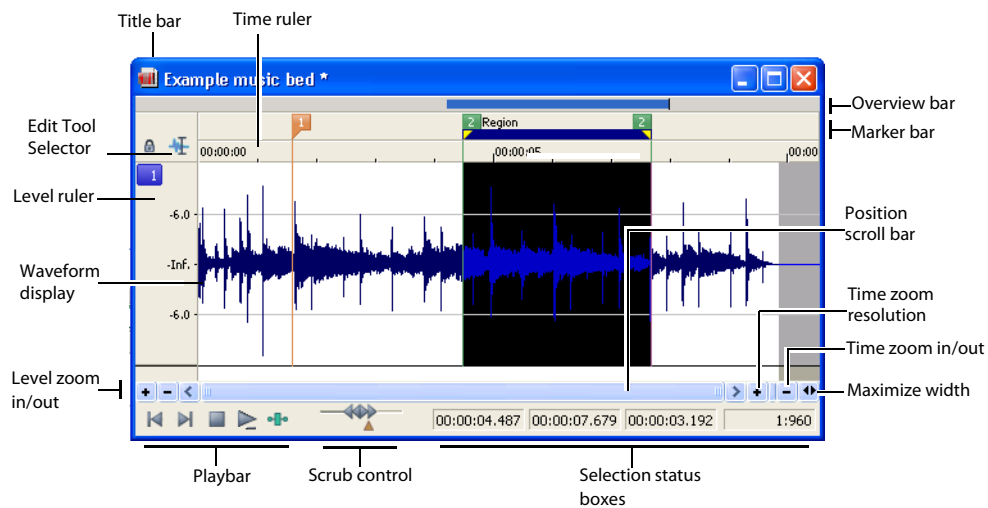 Title bar
Time ruler
Example music bed *
Overview bar
1
2 Region 2
Marker bar
Edit Tool
Selector
00:00:00
00:00:05
00:00
1
Level ruler
-6.0
Position
scroll bar
-Inf.
Waveform
display
Time zoom
resolution
-6.0
Time zoom in/out
Level zoom
in/out
Maximize width
00:00:04.487 00:00:07.679 00:00:03.192 1:960
Playbar
Scrub control
Selection status
boxes